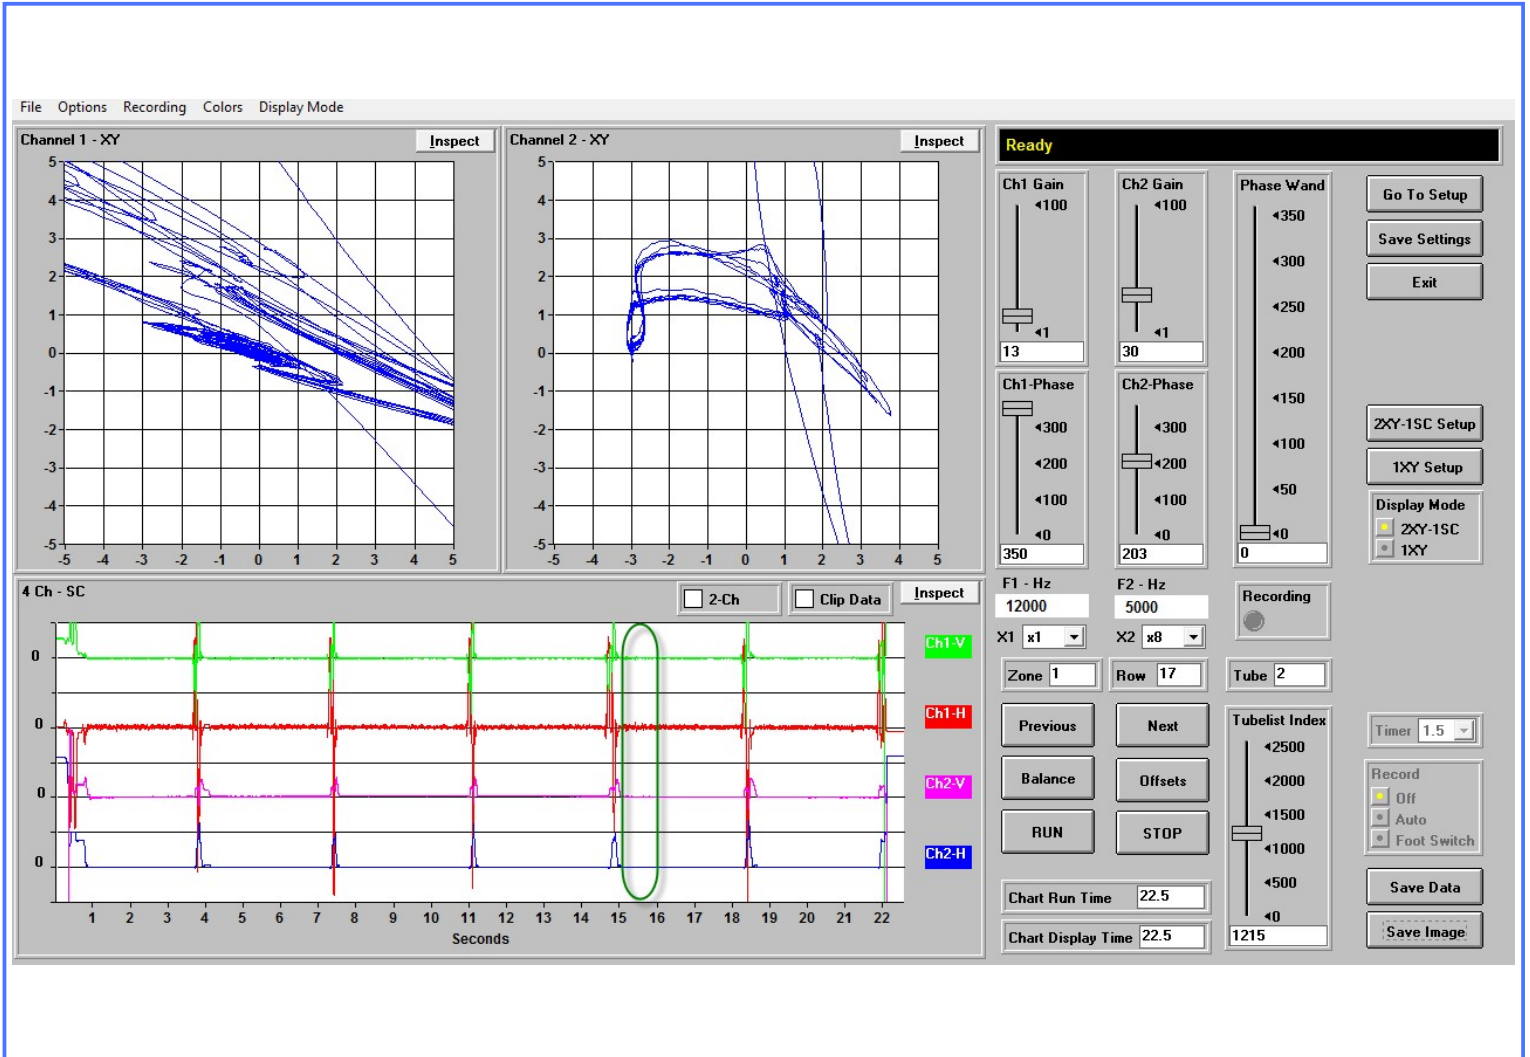 File Options Recording Colors Display Mode
Channel 1 - XY
Inspect
5
4
3
2
1
0
-1
-2
-3
-4
-5
-5 -4 -3 -2 -1 0 1 2 3 4 5
Channel 2 - XY
Inspect
5
4
3
2
1
0
-1
-2
-3
-4
-5
-5 -4 -3 -2 -1 0 1 2 3 4 5
4 Ch - SC
2-Ch
Clip Data
Inspect
0
0
0
0
Ch1-V
Ch1-H
Ch2-V
Ch2-H
1 2 3 4 5 6 7 8 9 10 11 12 13 14 15 16 17 18 19 20 21 22
Seconds
Ready
Ch1 Gain
100
1
13
Ch2 Gain
100
1
30
Phase Wand
350
300
250
200
150
100
50
0
0
Ch1-Phase
300
200
100
0
350
Ch2-Phase
300
200
100
0
203
Go To Setup
Save Settings
Exit
2XY-1SC Setup
1XY Setup
Display Mode
2XY-1SC
1XY
F1 - Hz
12000
F2 - Hz
5000
Recording
X1 x1
X2 x8
Zone 1
Row 17
Tube 2
Previous
Next
Balance
Offsets
RUN
STOP
Chart Run Time 22.5
Chart Display Time 22.5
Tubelist Index
2500
2000
1500
1000
500
0
1215
Timer 1.5
Record
Off
Auto
Foot Switch
Save Data
Save Image